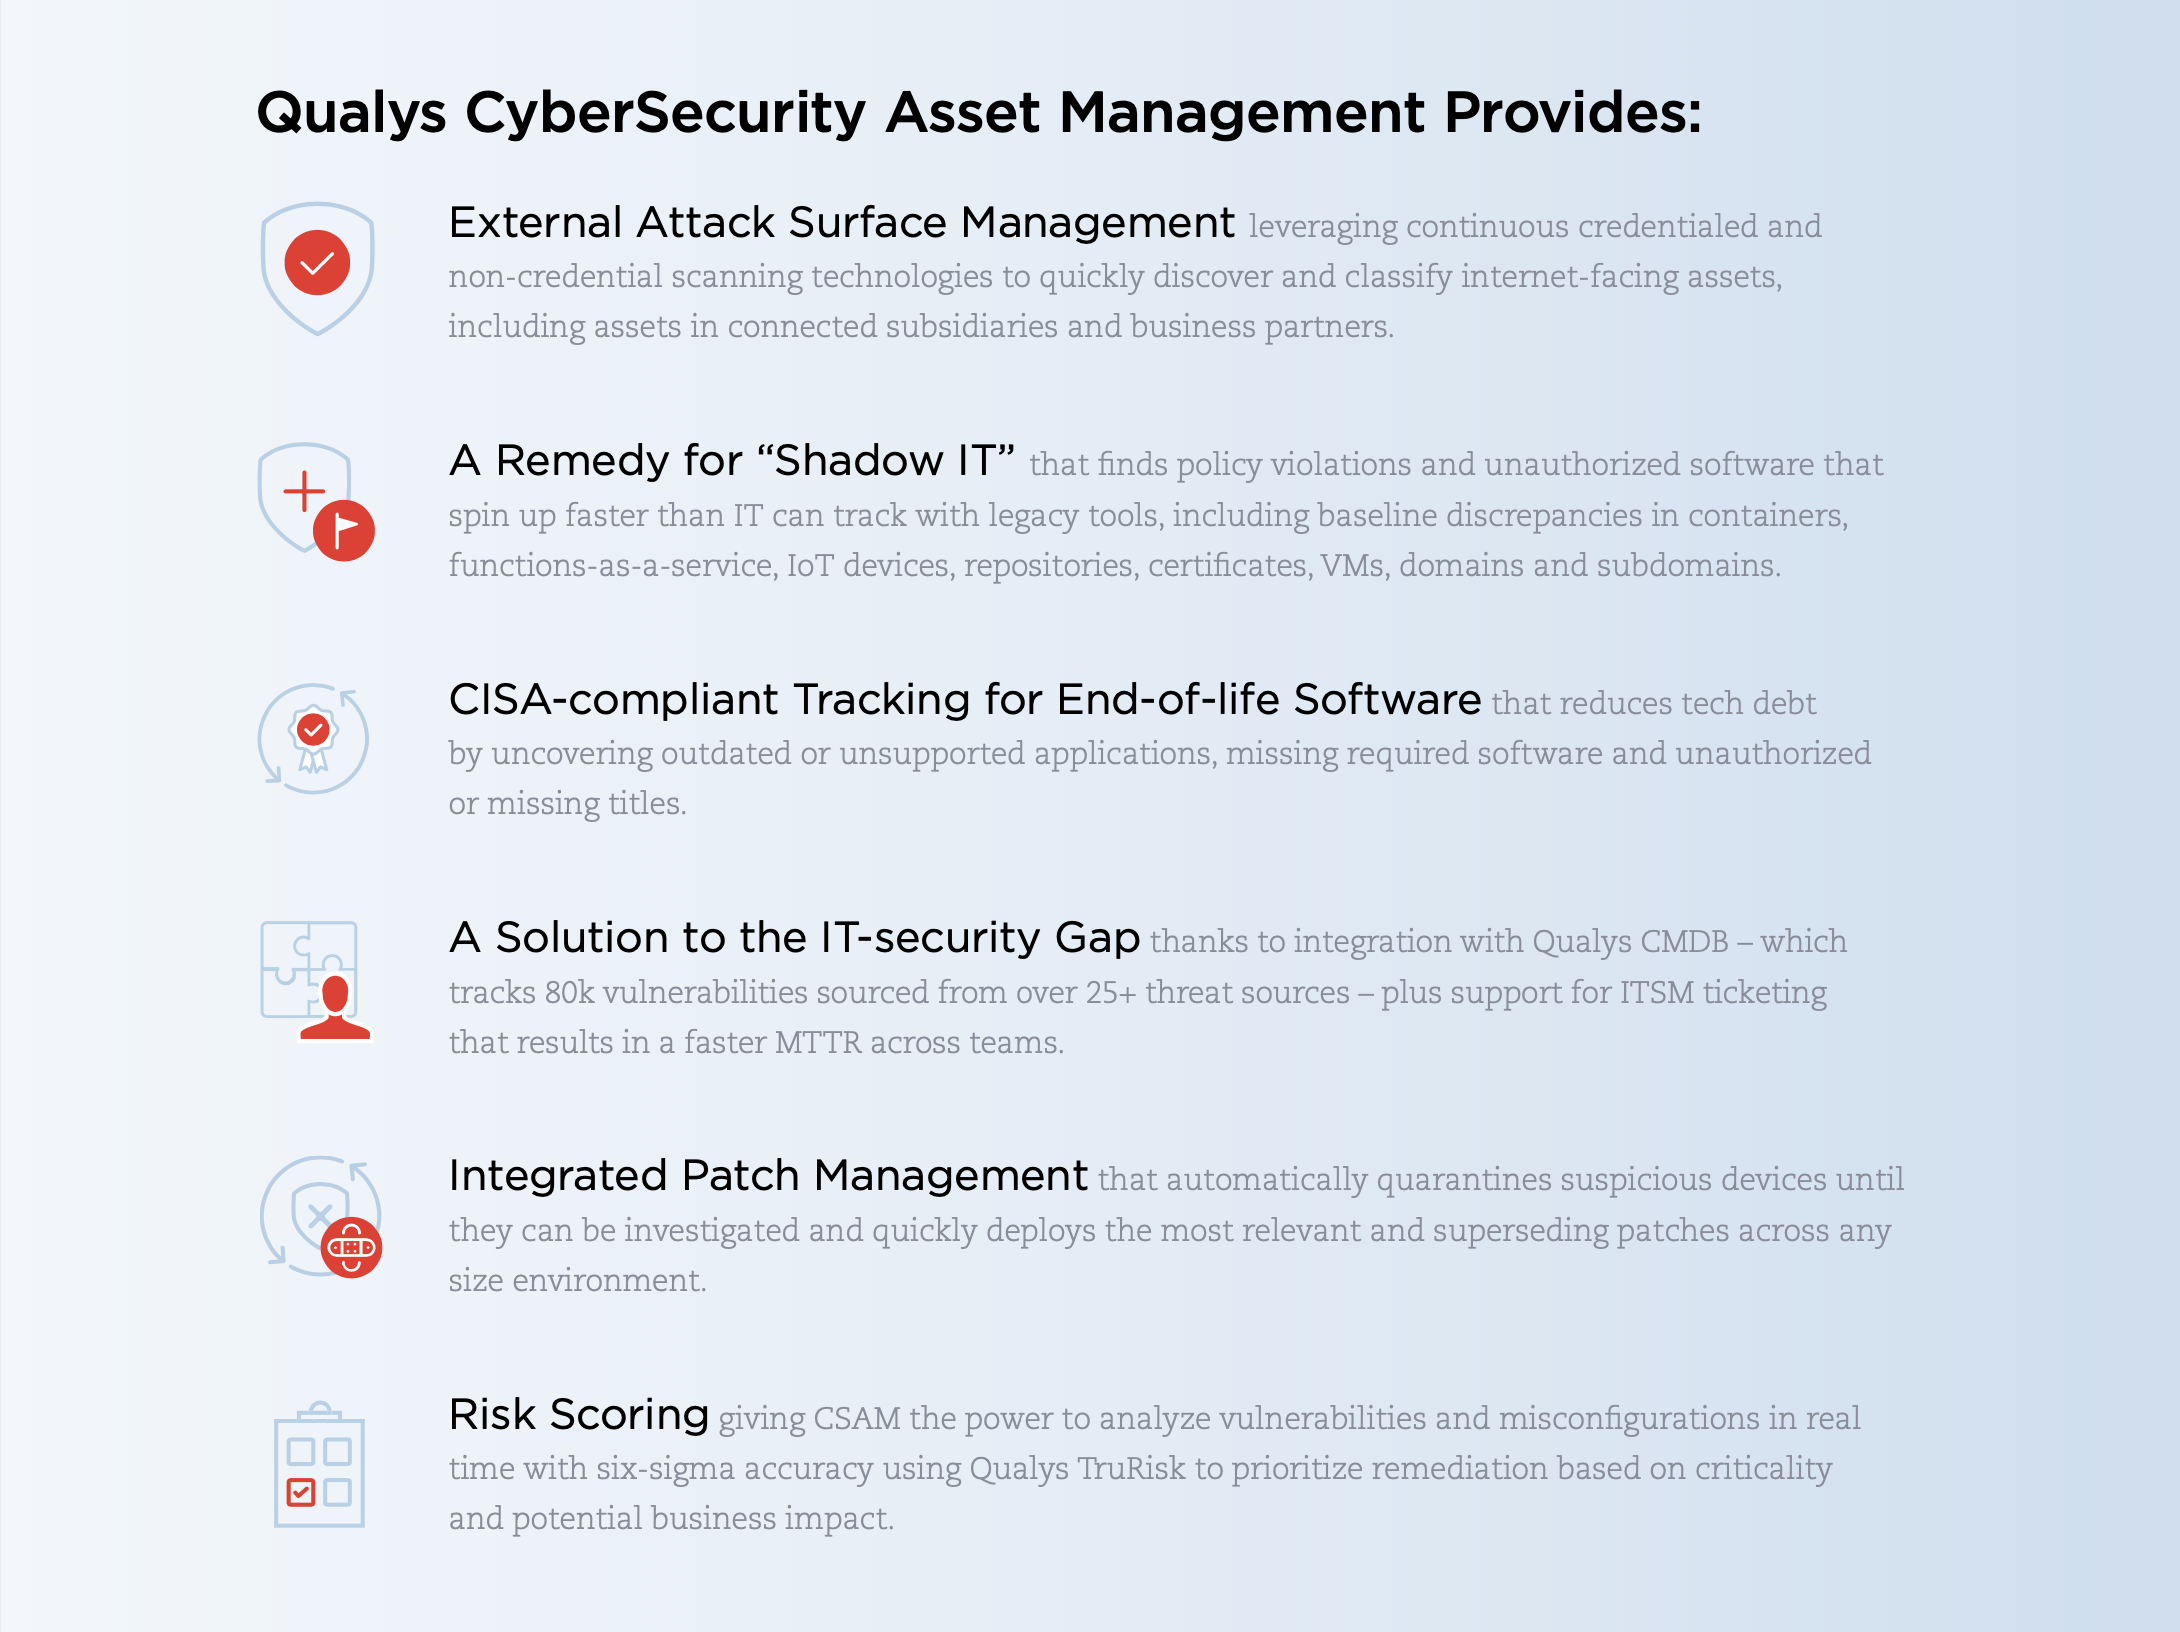 Qualys CyberSecurity Asset Management Provides:
External Attack Surface Management leveraging continuous credentialed and
non-credential scanning technologies to quickly discover and classify internet-facing assets,
including assets in connected subsidiaries and business partners.
A Remedy for “Shadow IT” that finds policy violations and unauthorized software that
spin up faster than IT can track with legacy tools, including baseline discrepancies in containers,
functions-as-a-service, IoT devices, repositories, certificates, VMs, domains and subdomains.
CISA-compliant Tracking for End-of-life Software that reduces tech debt
by uncovering outdated or unsupported applications, missing required software and unauthorized
or missing titles.
A Solution to the IT-security Gap thanks to integration with Qualys CMDB – which
tracks 80k vulnerabilities sourced from over 25+ threat sources – plus support for ITSM ticketing
that results in a faster MTTR across teams.
Integrated Patch Management that automatically quarantines suspicious devices until
they can be investigated and quickly deploys the most relevant and superseding patches across any
size environment.
Risk Scoring giving CSAM the power to analyze vulnerabilities and misconfigurations in real
time with six-sigma accuracy using Qualys TruRisk to prioritize remediation based on criticality
and potential business impact.